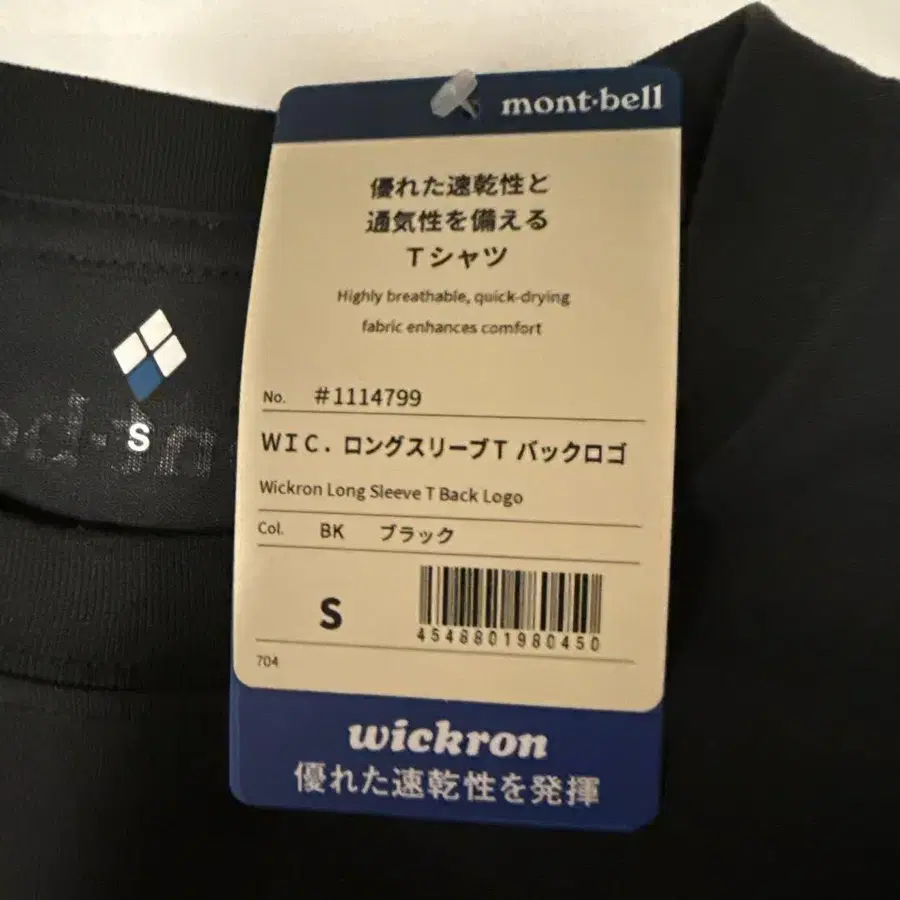 mont-bell
優れた速乾性と
通気性を備える
Tシャツ
Highly breathable, quick-drying
fabric enhances comfort
No. #1114799
WIC. ロングスリーブT バックロゴ
Wickron Long Sleeve T Back Logo
Col. BK ブラック
S
4548801980450
704
wickron
優れた速乾性を発揮
S